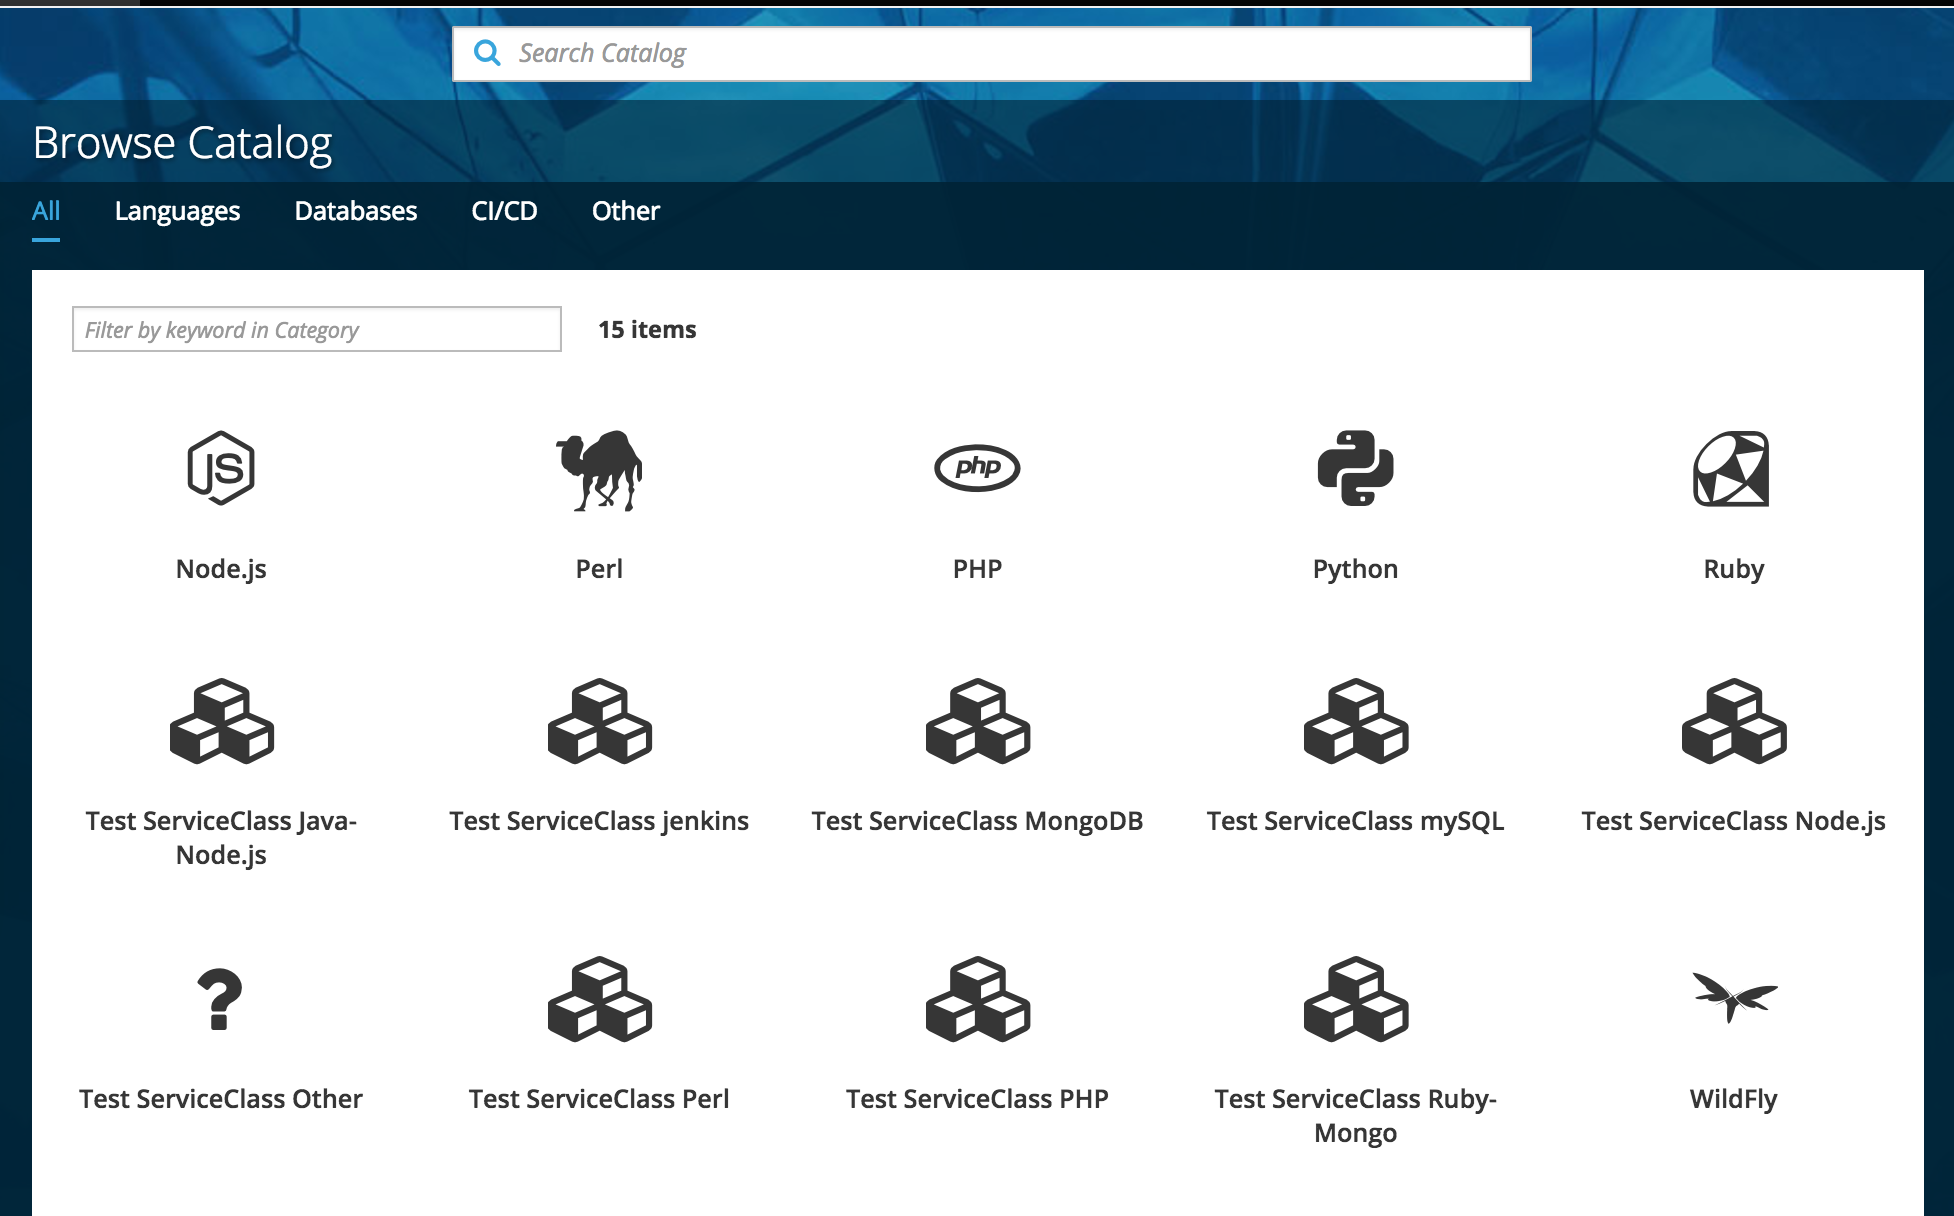 Search Catalog
Browse Catalog
All Languages Databases CI/CD Other
Filter by keyword in Category 15 items
JS php
Node.js Perl PHP Python Ruby
Test ServiceClass Java-
Node.js
Test ServiceClass jenkins
Test ServiceClass MongoDB
Test ServiceClass mySQL
Test ServiceClass Node.js
?
Test ServiceClass Other
Test ServiceClass Perl
Test ServiceClass PHP
Test ServiceClass Ruby-
Mongo
WildFly